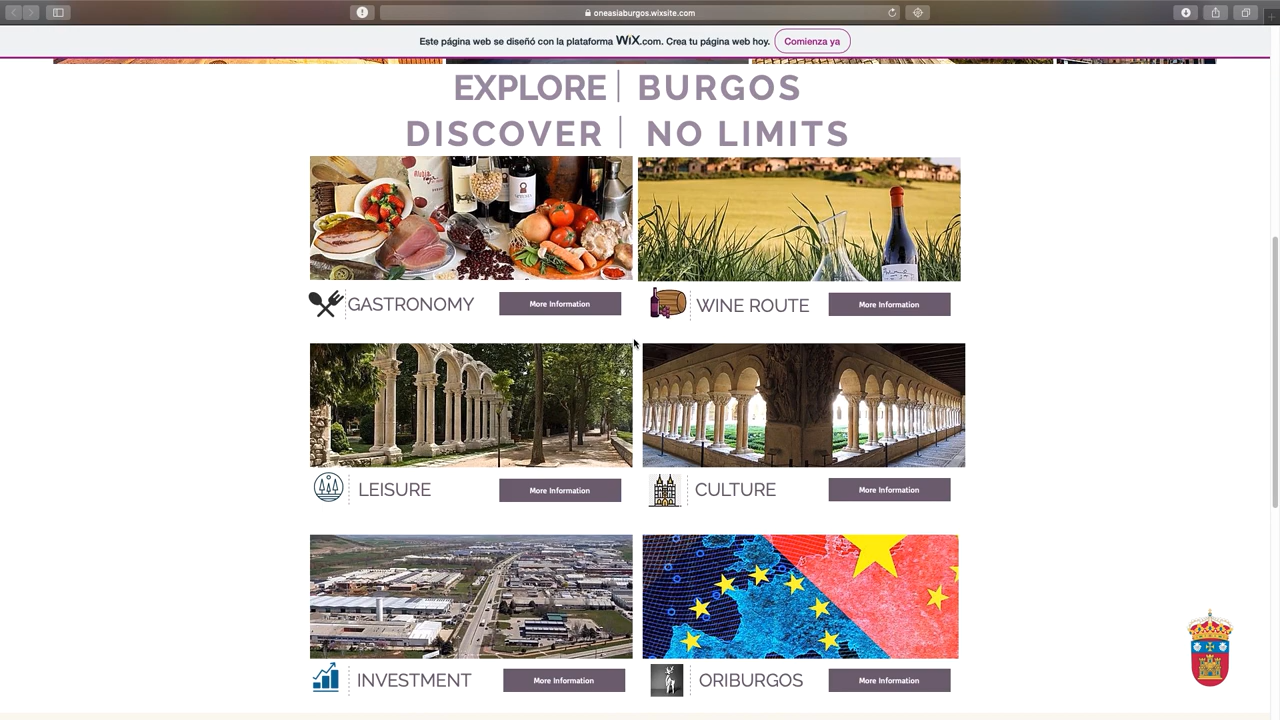 oneasiaburgos.wixsite.com
Este página web se diseñó con la plataforma WiX.com. Crea tu página web hoy. Comienza ya
EXPLORE BURGOS
DISCOVER NO LIMITS
GASTRONOMY More Information
WINE ROUTE More Information
LEISURE More Information
CULTURE More Information
INVESTMENT More Information
ORIBURGOS More Information